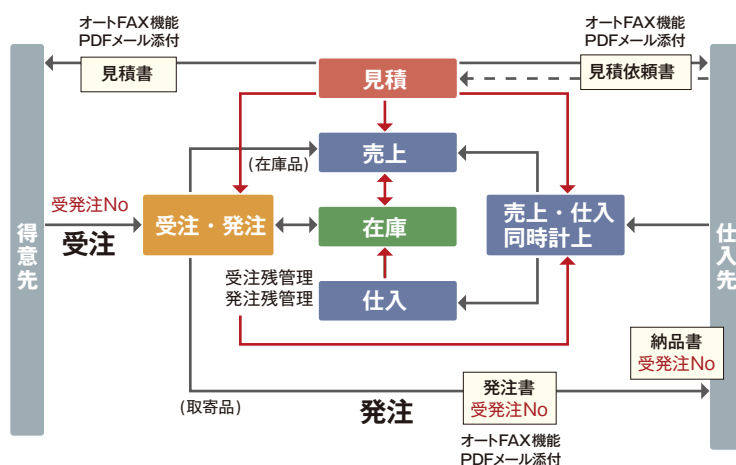 オートFAX機能
PDFメール添付
見積書
オートFAX機能
PDFメール添付
見積依頼書
見積
(在庫品)
売上
受発注No
受注
受注・発注
在庫
売上・仕入
同時計上
得意先
仕入先
受注残管理
発注残管理
仕入
納品書
受発注No
(取寄品)
発注
発注書
受発注No
オートFAX機能
PDFメール添付